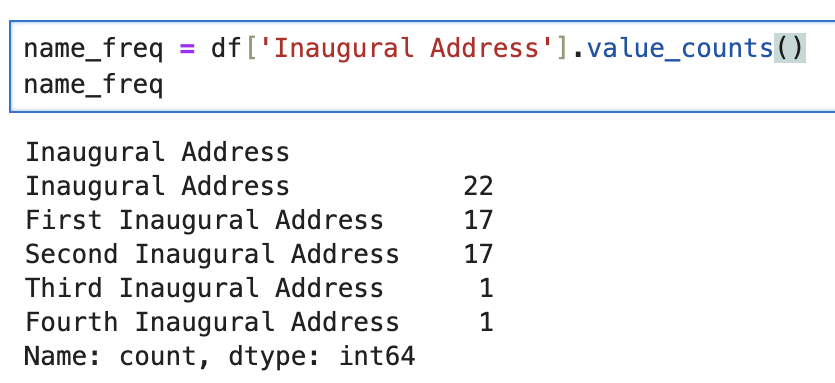 name_freq = df['Inaugural Address'].value_counts()
name_freq
Inaugural Address
Inaugural Address 22
First Inaugural Address 17
Second Inaugural Address 17
Third Inaugural Address 1
Fourth Inaugural Address 1
Name: count, dtype: int64